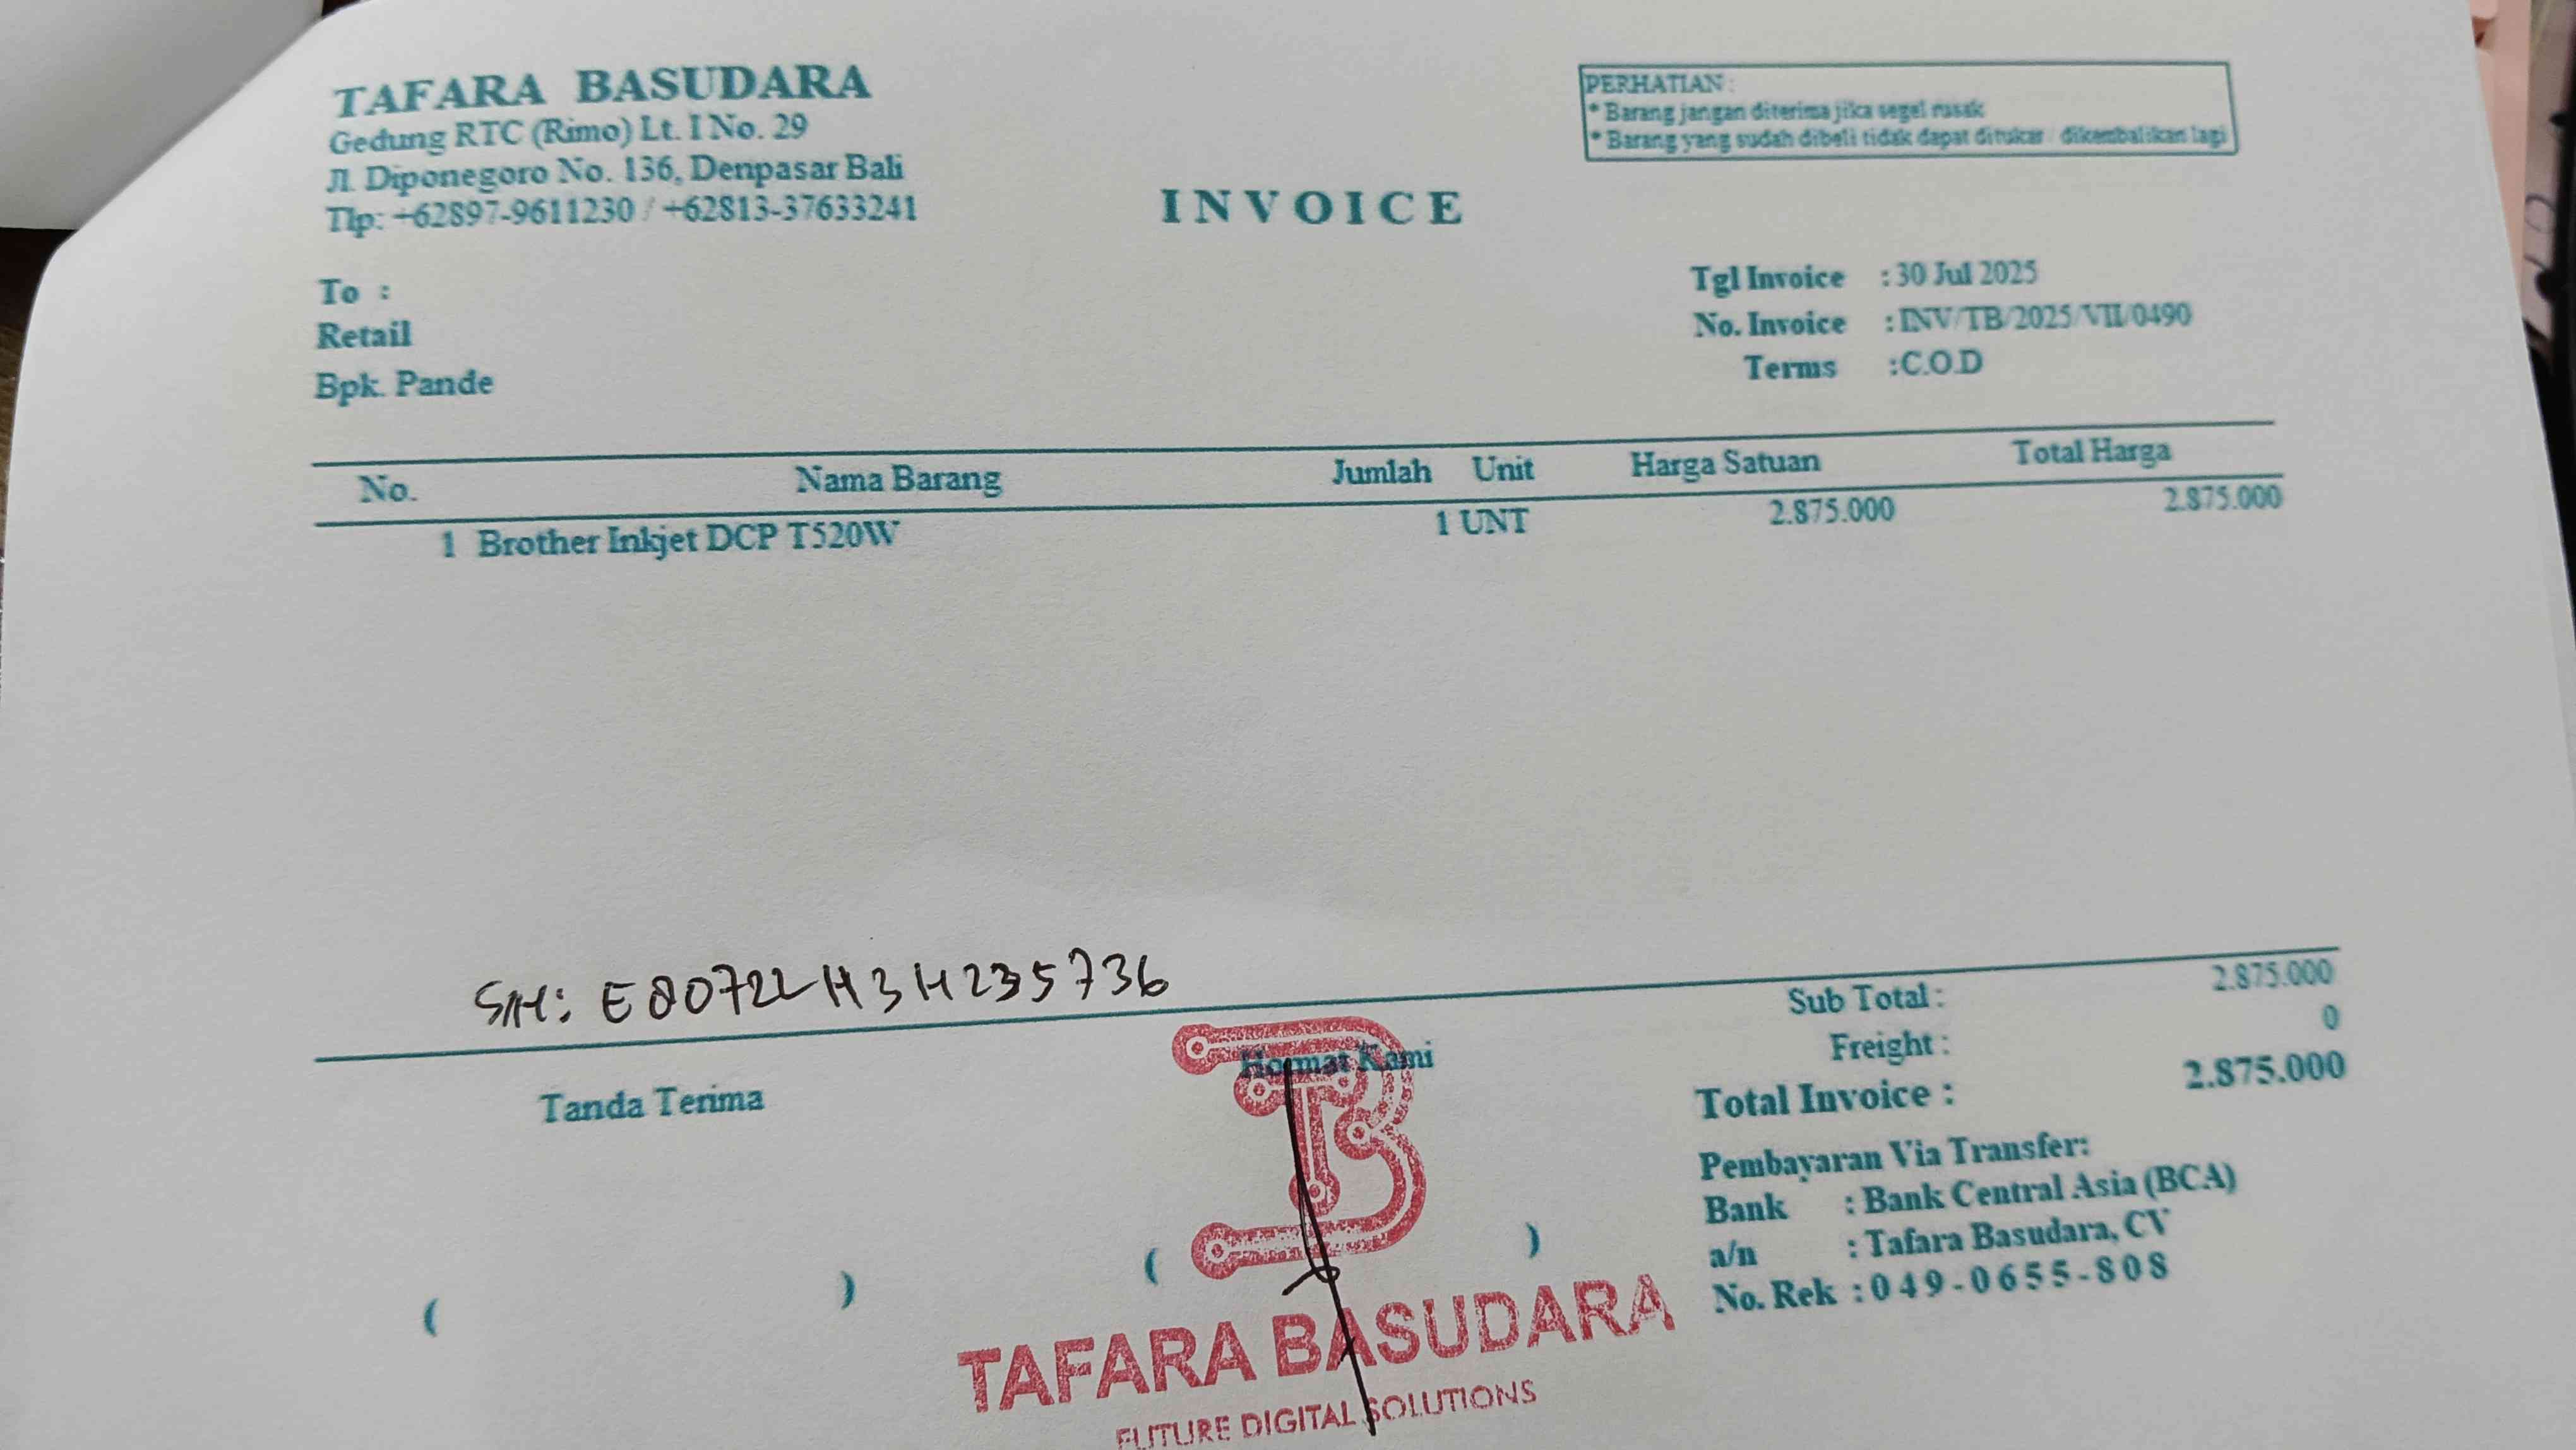 TAFARA BASUDARA
Gedung RTC (Rimo) Lt. I No. 29
Jl. Diponegoro No. 136, Denpasar Bali
Tlp: +62897-9611230 / +62813-37633241
PERHATIAN :
* Barang jangan diterima jika segel rusak
* Barang yang sudah dibeli tidak dapat ditukar / dikembalikan lagi
INVOICE
To :
Retail
Bpk. Pande
Tgl Invoice : 30 Jul 2025
No. Invoice : INV/TB/2025/VII/0490
Terms : C.O.D
No. Nama Barang Jumlah Unit Harga Satuan Total Harga
1 Brother Inkjet DCP T520W 1 UNT 2.875.000 2.875.000
S/N: E80722H3H235736
Sub Total : 2.875.000
Freight : 0
Total Invoice : 2.875.000
Tanda Terima
Hormat Kami
( )
( )
Pembayaran Via Transfer:
Bank : Bank Central Asia (BCA)
a/n : Tafara Basudara, CV
No. Rek : 049-0655-808
TB
TAFARA BASUDARA
FUTURE DIGITAL SOLUTIONS